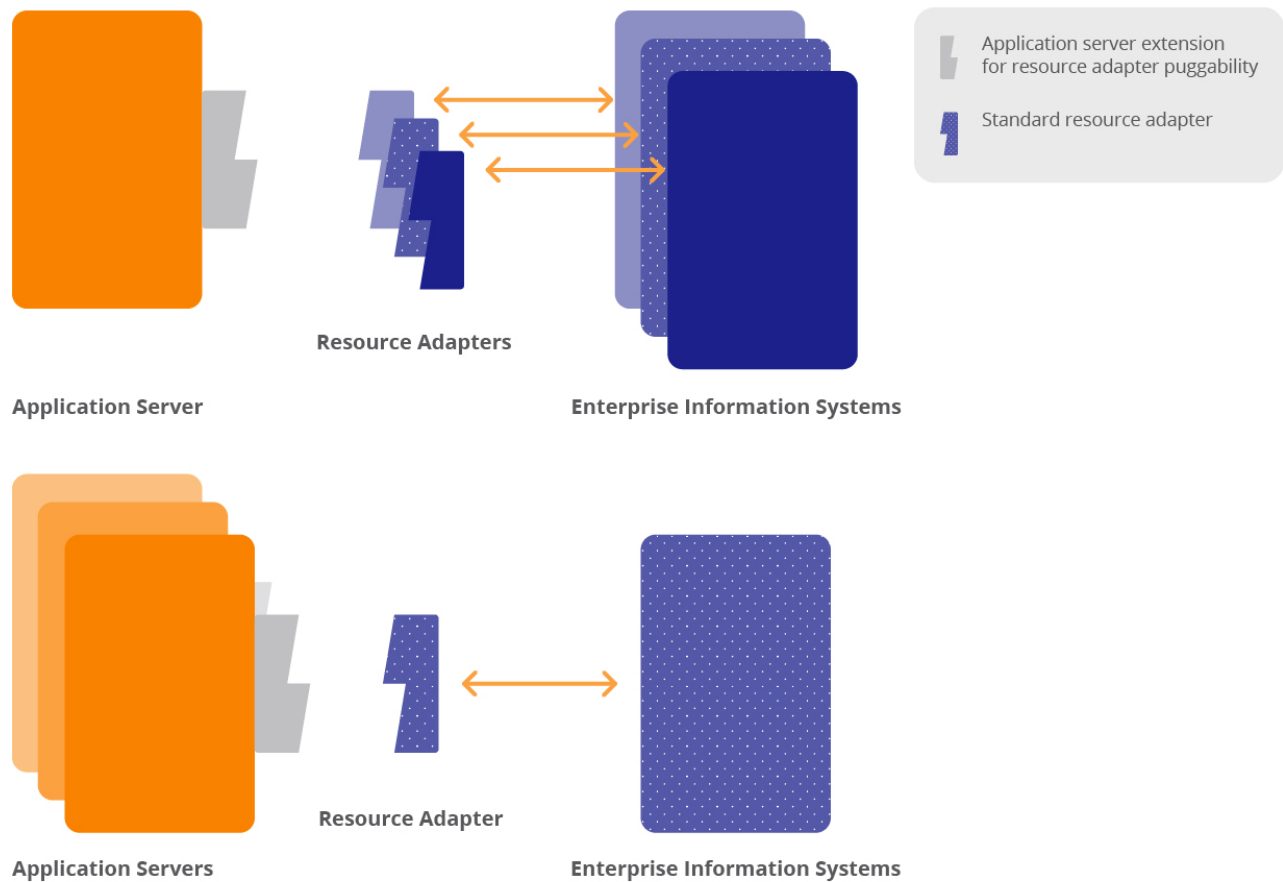 Application server extension
for resource adapter puggability
Standard resource adapter
Resource Adapters
Application Server
Enterprise Information Systems
Resource Adapter
Application Servers
Enterprise Information Systems